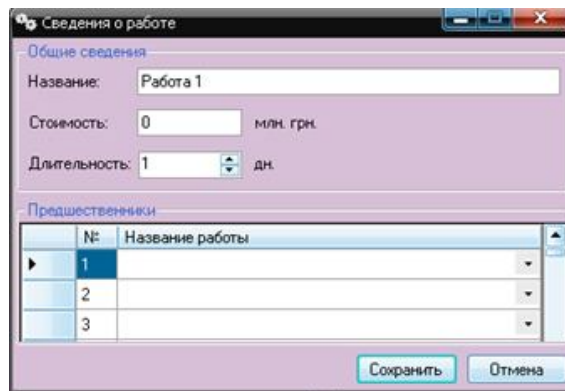 Сведения о работе
Общие сведения
Название: Работа 1
Стоимость: 0 млн. грн.
Длительность: 1 дн.
Предшественники
№ Название работы
1
2
3
Сохранить Отмена